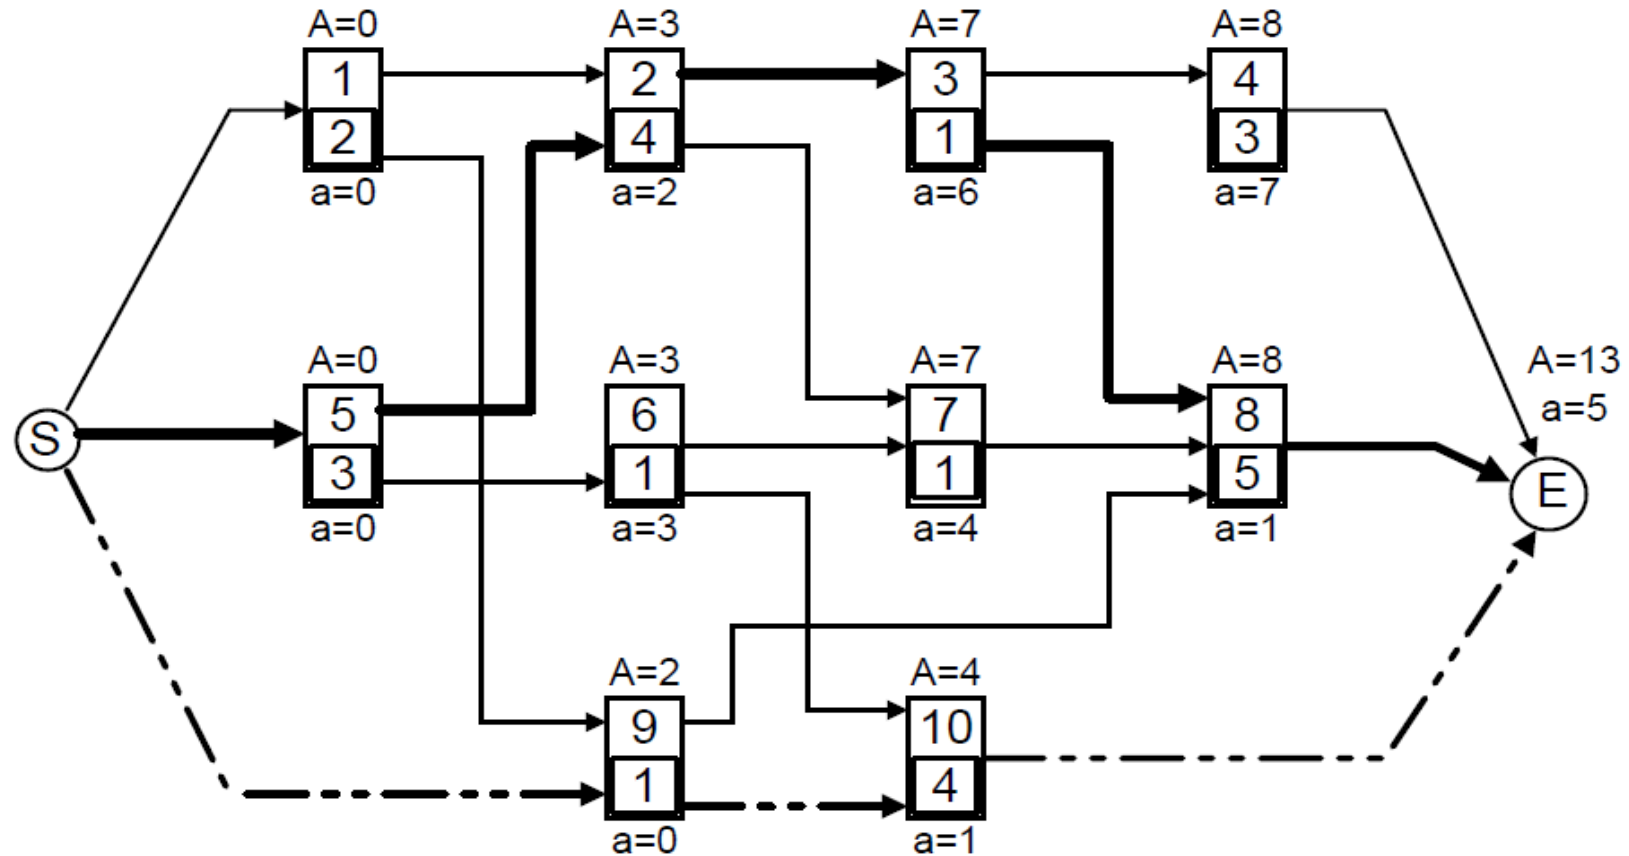 A=0 A=3 A=7 A=8
1 2 3 4
2 4 1 3
a=0 a=2 a=6 a=7
A=0 A=3 A=7 A=8 A=13
a=5
5 6 7 8
S
3 1 1 5 E
a=0 a=3 a=4 a=1
A=2 A=4
9 10
1 4
a=0 a=1